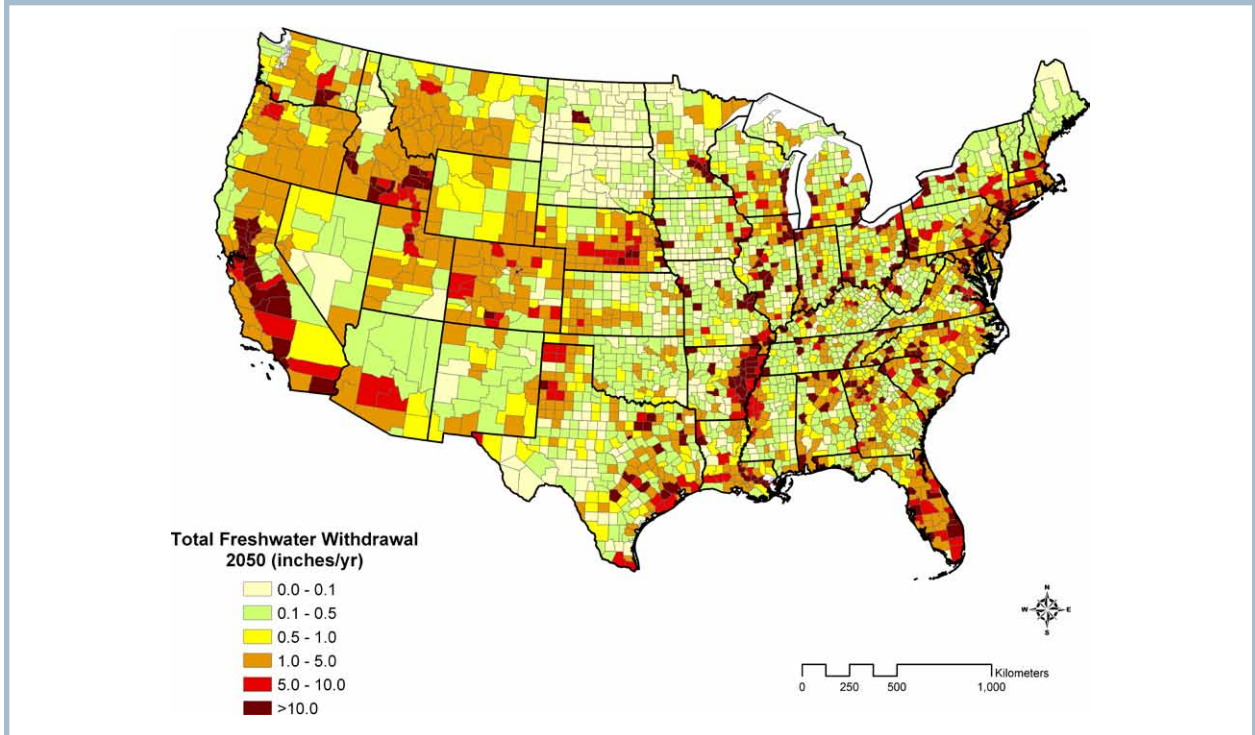 Total Freshwater Withdrawal
2050 (inches/yr)
0.0 - 0.1
0.1 - 0.5
0.5 - 1.0
1.0 - 5.0
5.0 - 10.0
>10.0
N
W E
S
Kilometers
0 250 500 1,000